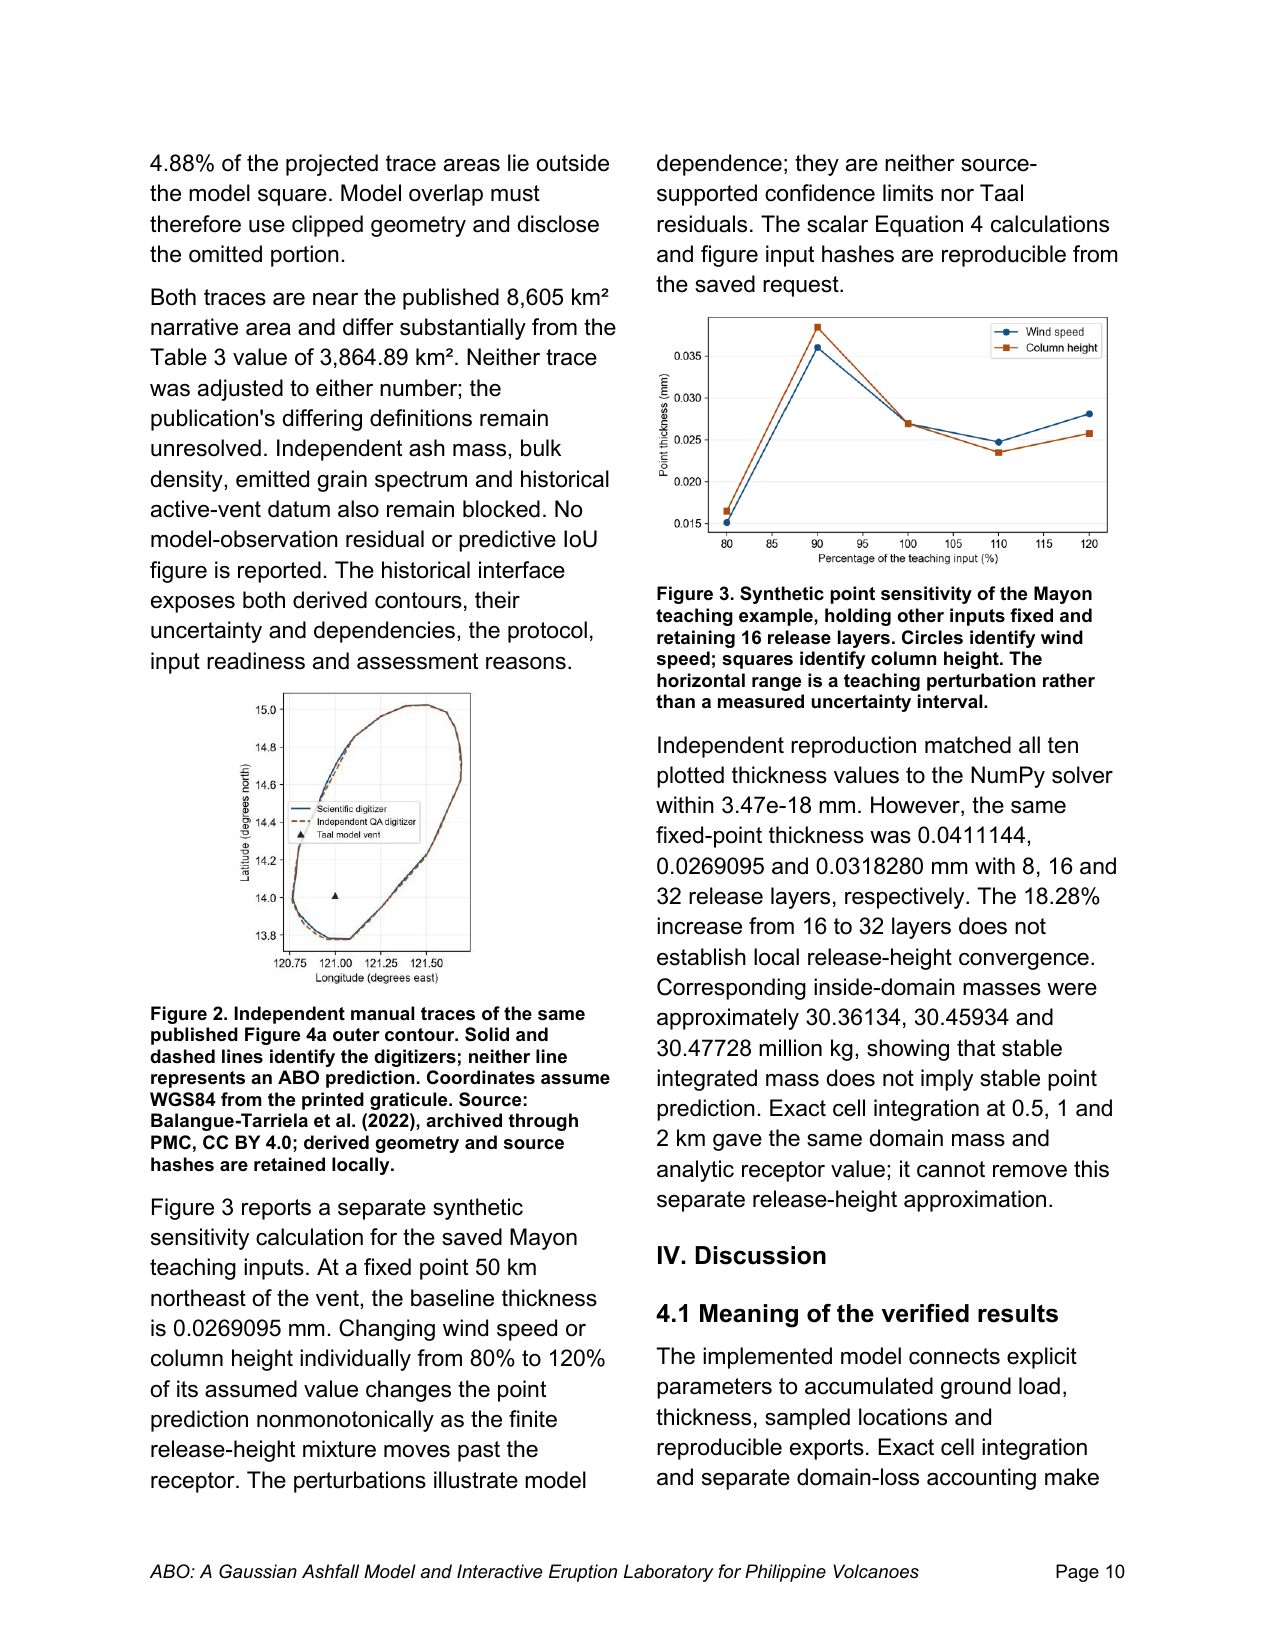 4.88% of the projected trace areas lie outside
the model square. Model overlap must
therefore use clipped geometry and disclose
the omitted portion.
Both traces are near the published 8,605 km²
narrative area and differ substantially from the
Table 3 value of 3,864.89 km². Neither trace
was adjusted to either number; the
publication's differing definitions remain
unresolved. Independent ash mass, bulk
density, emitted grain spectrum and historical
active-vent datum also remain blocked. No
model-observation residual or predictive IoU
figure is reported. The historical interface
exposes both derived contours, their
uncertainty and dependencies, the protocol,
input readiness and assessment reasons.
15.0
14.8
14.6
14.4
14.2
14.0
13.8
Latitude (degrees north)
Scientific digitizer
Independent QA digitizer
Taal model vent
120.75 121.00 121.25 121.50
Longitude (degrees east)
Figure 2. Independent manual traces of the same
published Figure 4a outer contour. Solid and
dashed lines identify the digitizers; neither line
represents an ABO prediction. Coordinates assume
WGS84 from the printed graticule. Source:
Balangue-Tarriela et al. (2022), archived through
PMC, CC BY 4.0; derived geometry and source
hashes are retained locally.
Figure 3 reports a separate synthetic
sensitivity calculation for the saved Mayon
teaching inputs. At a fixed point 50 km
northeast of the vent, the baseline thickness
is 0.0269095 mm. Changing wind speed or
column height individually from 80% to 120%
of its assumed value changes the point
prediction nonmonotonically as the finite
release-height mixture moves past the
receptor. The perturbations illustrate model
dependence; they are neither source-
supported confidence limits nor Taal
residuals. The scalar Equation 4 calculations
and figure input hashes are reproducible from
the saved request.
Wind speed
Column height
0.035
0.030
0.025
0.020
0.015
Point thickness (mm)
80 85 90 95 100 105 110 115 120
Percentage of the teaching input (%)
Figure 3. Synthetic point sensitivity of the Mayon
teaching example, holding other inputs fixed and
retaining 16 release layers. Circles identify wind
speed; squares identify column height. The
horizontal range is a teaching perturbation rather
than a measured uncertainty interval.
Independent reproduction matched all ten
plotted thickness values to the NumPy solver
within 3.47e-18 mm. However, the same
fixed-point thickness was 0.0411144,
0.0269095 and 0.0318280 mm with 8, 16 and
32 release layers, respectively. The 18.28%
increase from 16 to 32 layers does not
establish local release-height convergence.
Corresponding inside-domain masses were
approximately 30.36134, 30.45934 and
30.47728 million kg, showing that stable
integrated mass does not imply stable point
prediction. Exact cell integration at 0.5, 1 and
2 km gave the same domain mass and
analytic receptor value; it cannot remove this
separate release-height approximation.
IV. Discussion
4.1 Meaning of the verified results
The implemented model connects explicit
parameters to accumulated ground load,
thickness, sampled locations and
reproducible exports. Exact cell integration
and separate domain-loss accounting make
ABO: A Gaussian Ashfall Model and Interactive Eruption Laboratory for Philippine Volcanoes Page 10